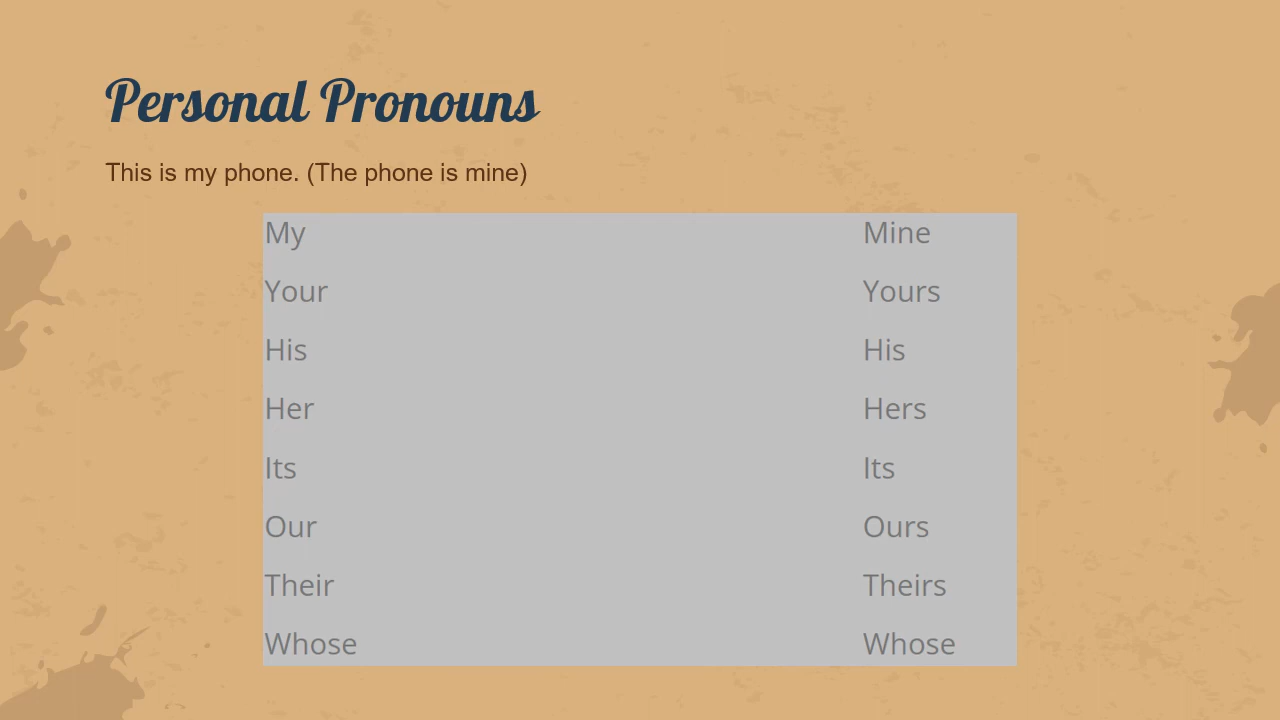 Personal Pronouns
This is my phone. (The phone is mine)
My Mine
Your Yours
His His
Her Hers
Its Its
Our Ours
Their Theirs
Whose Whose